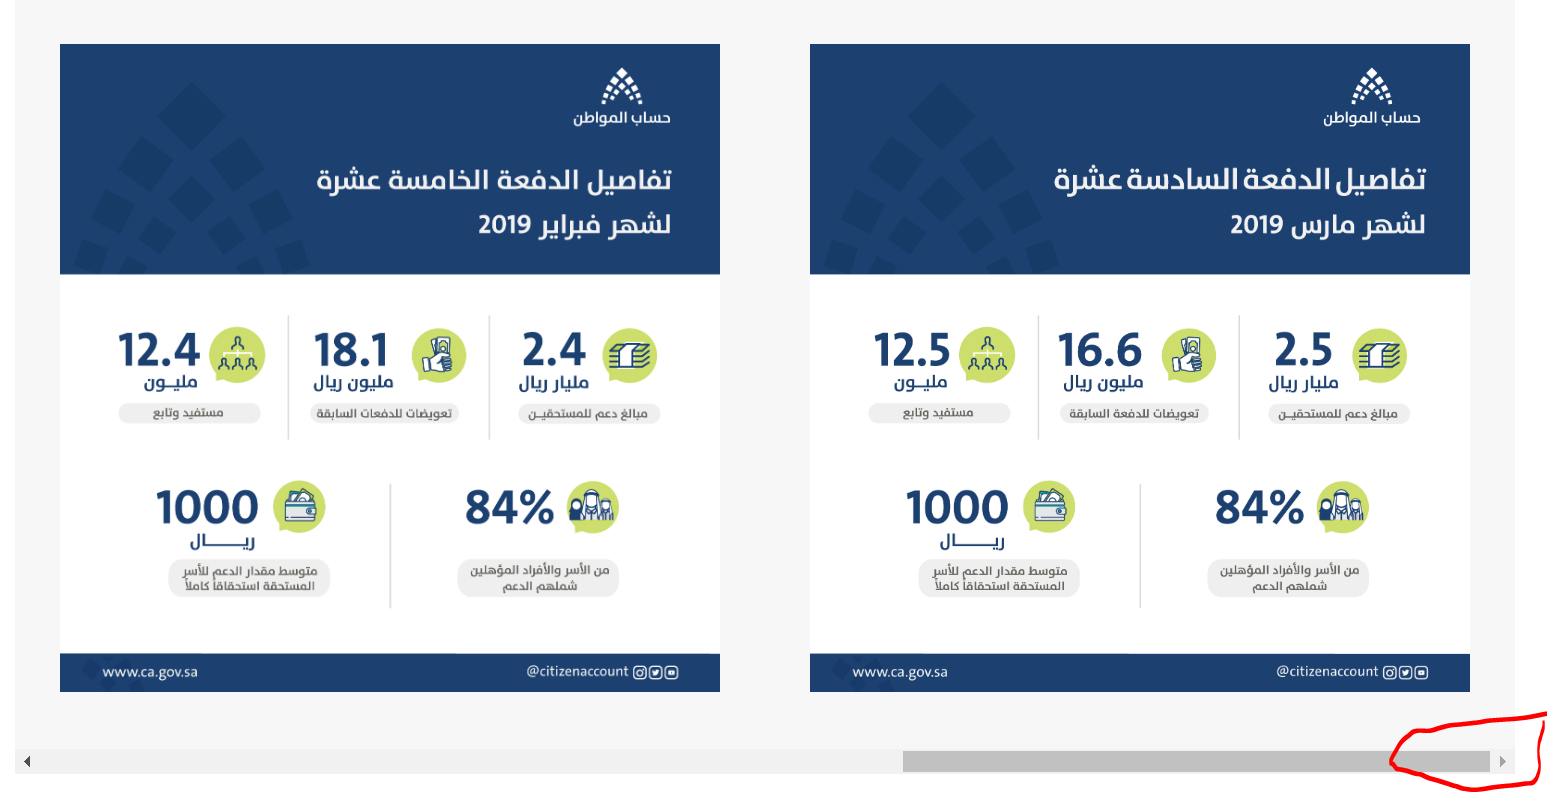 حساب المواطن
تفاصيل الدفعة السادسة عشرة
لشهر مارس 2019
2.5
مليار ريال
مبالغ دعم للمستحقيـن
16.6
مليون ريال
تعويضات للدفعة السابقة
12.5
مليــون
مستفيد وتابع
84%
من الأسر والأفراد المؤهلين
شملهم الدعم
1000
ريـــــــال
متوسط مقدار الدعم للأسر
المستحقة استحقاقاً كاملاً
@citizenaccount
www.ca.gov.sa
حساب المواطن
تفاصيل الدفعة الخامسة عشرة
لشهر فبراير 2019
2.4
مليار ريال
مبالغ دعم للمستحقيـن
18.1
مليون ريال
تعويضات للدفعات السابقة
12.4
مليــون
مستفيد وتابع
84%
من الأسر والأفراد المؤهلين
شملهم الدعم
1000
ريـــــــال
متوسط مقدار الدعم للأسر
المستحقة استحقاقاً كاملاً
@citizenaccount
www.ca.gov.sa